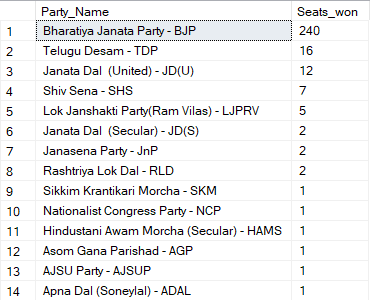 Party_Name Seats_won
1 Bharatiya Janata Party - BJP 240
2 Telugu Desam - TDP 16
3 Janata Dal  (United) - JD(U) 12
4 Shiv Sena - SHS 7
5 Lok Janshakti Party(Ram Vilas) - LJPRV 5
6 Janata Dal  (Secular) - JD(S) 2
7 Janasena Party - JnP 2
8 Rashtriya Lok Dal - RLD 2
9 Sikkim Krantikari Morcha - SKM 1
10 Nationalist Congress Party - NCP 1
11 Hindustani Awam Morcha (Secular) - HAMS 1
12 Asom Gana Parishad - AGP 1
13 AJSU Party - AJSUP 1
14 Apna Dal (Soneylal) - ADAL 1